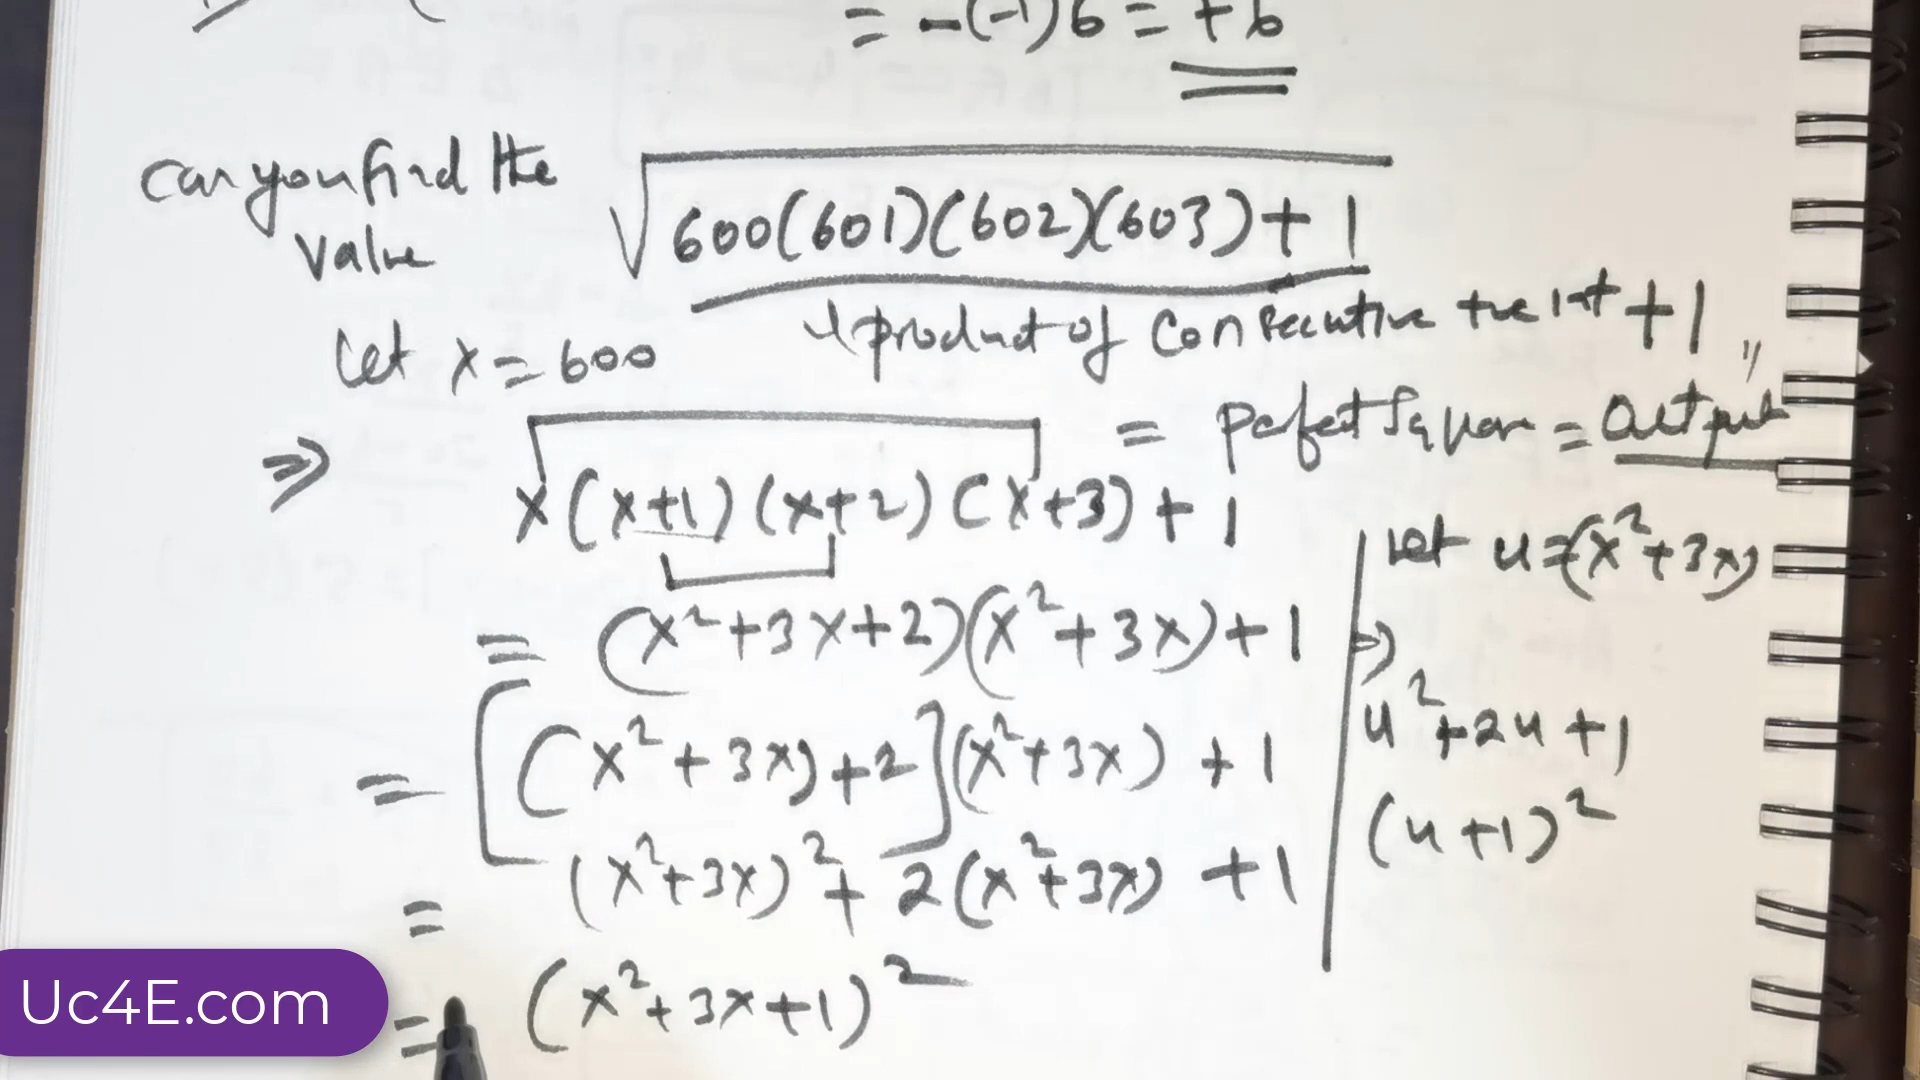 = -(-1)6 = +6
Can you find the value
√600(601)(602)(603) + 1
Let x = 600
4 product of Consecutive +ve int + 1
= Perfect Square = Output
⇒
x(x+1)(x+2)(x+3) + 1
= (x²+3x+2)(x²+3x) + 1
= [(x²+3x)+2](x²+3x) + 1
= (x²+3x)² + 2(x²+3x) + 1
= (x²+3x+1)²
Let u = (x²+3x)
⇒
u²+2u+1
(u+1)²
Uc4E.com